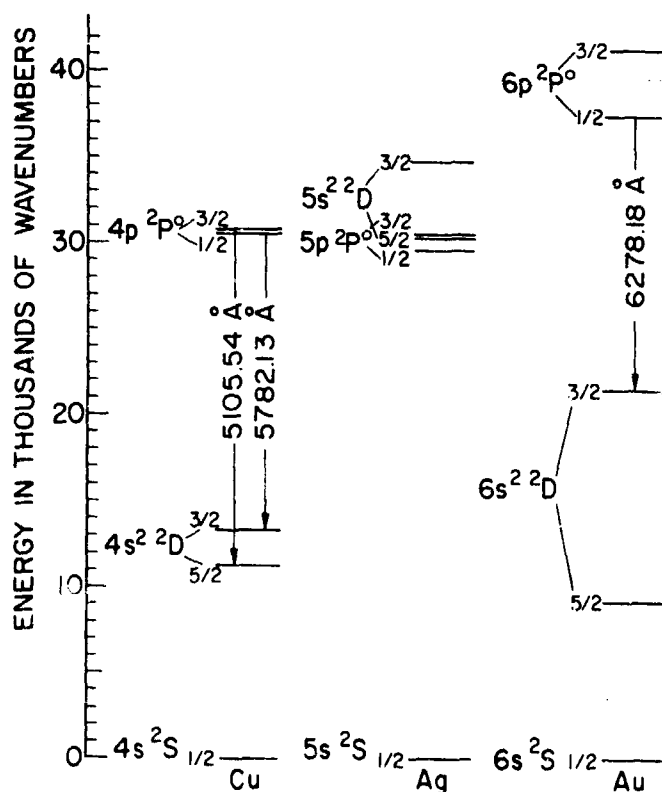 ENERGY IN THOUSANDS OF WAVENUMBERS
40
30
20
10
0
4p ²P° 3/2
1/2
5105.54 Å
5782.13 Å
4s² ²D 3/2
5/2
4s ²S 1/2
Cu
5s² ²D 3/2
5/2
5p ²P° 3/2
1/2
5s ²S 1/2
Ag
6p ²P° 3/2
1/2
6278.18 Å
6s² ²D 3/2
5/2
6s ²S 1/2
Au